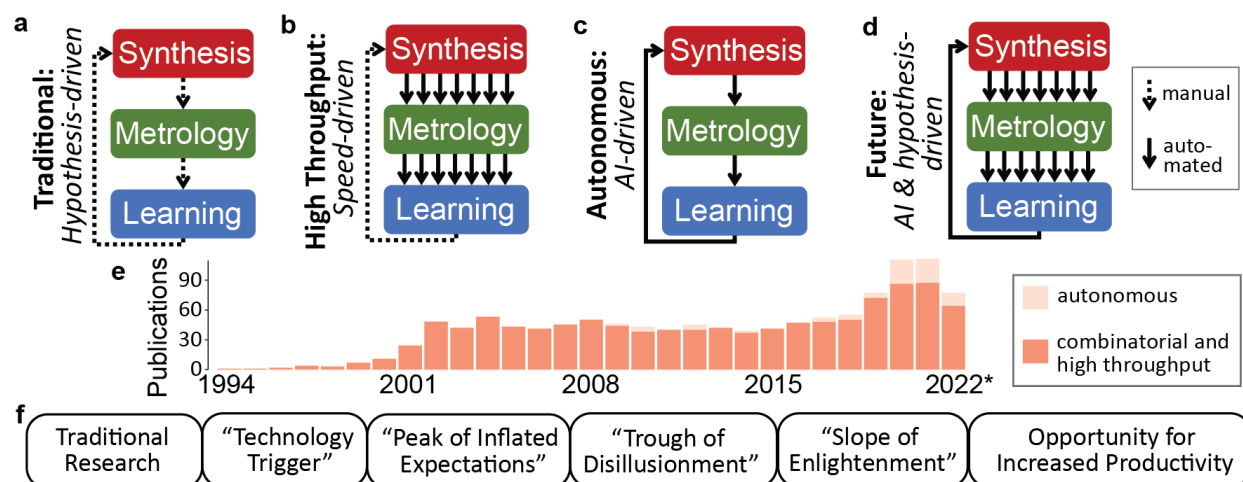 a
Traditional:
Hypothesis-driven
Synthesis
Metrology
Learning
b
High Throughput:
Speed-driven
Synthesis
Metrology
Learning
c
Autonomous:
AI-driven
Synthesis
Metrology
Learning
d
Future:
AI & hypothesis-
driven
Synthesis
Metrology
Learning
manual
auto-
mated
e
Publications
90
60
30
0
1994
2001
2008
2015
2022*
autonomous
combinatorial and
high throughput
f
Traditional
Research
“Technology
Trigger”
“Peak of Inflated
Expectations”
“Trough of
Disillusionment”
“Slope of
Enlightenment”
Opportunity for
Increased Productivity